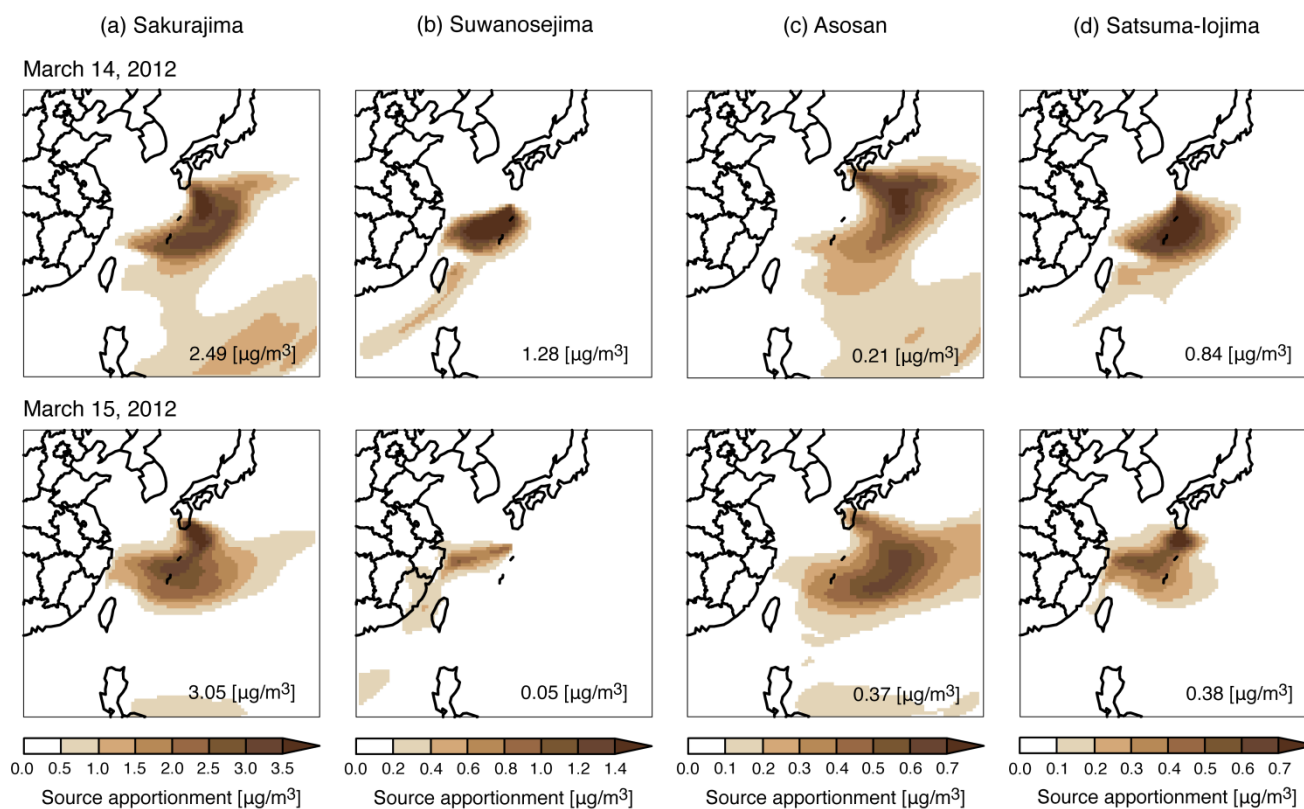 (a) Sakurajima (b) Suwanosejima (c) Asosan (d) Satsuma-Iojima
March 14, 2012
2.49 [µg/m³] 1.28 [µg/m³] 0.21 [µg/m³] 0.84 [µg/m³]
March 15, 2012
3.05 [µg/m³] 0.05 [µg/m³] 0.37 [µg/m³] 0.38 [µg/m³]
0.0 0.5 1.0 1.5 2.0 2.5 3.0 3.5 0.0 0.2 0.4 0.6 0.8 1.0 1.2 1.4 0.0 0.1 0.2 0.3 0.4 0.5 0.6 0.7 0.0 0.1 0.2 0.3 0.4 0.5 0.6 0.7
Source apportionment [µg/m³] Source apportionment [µg/m³] Source apportionment [µg/m³] Source apportionment [µg/m³]